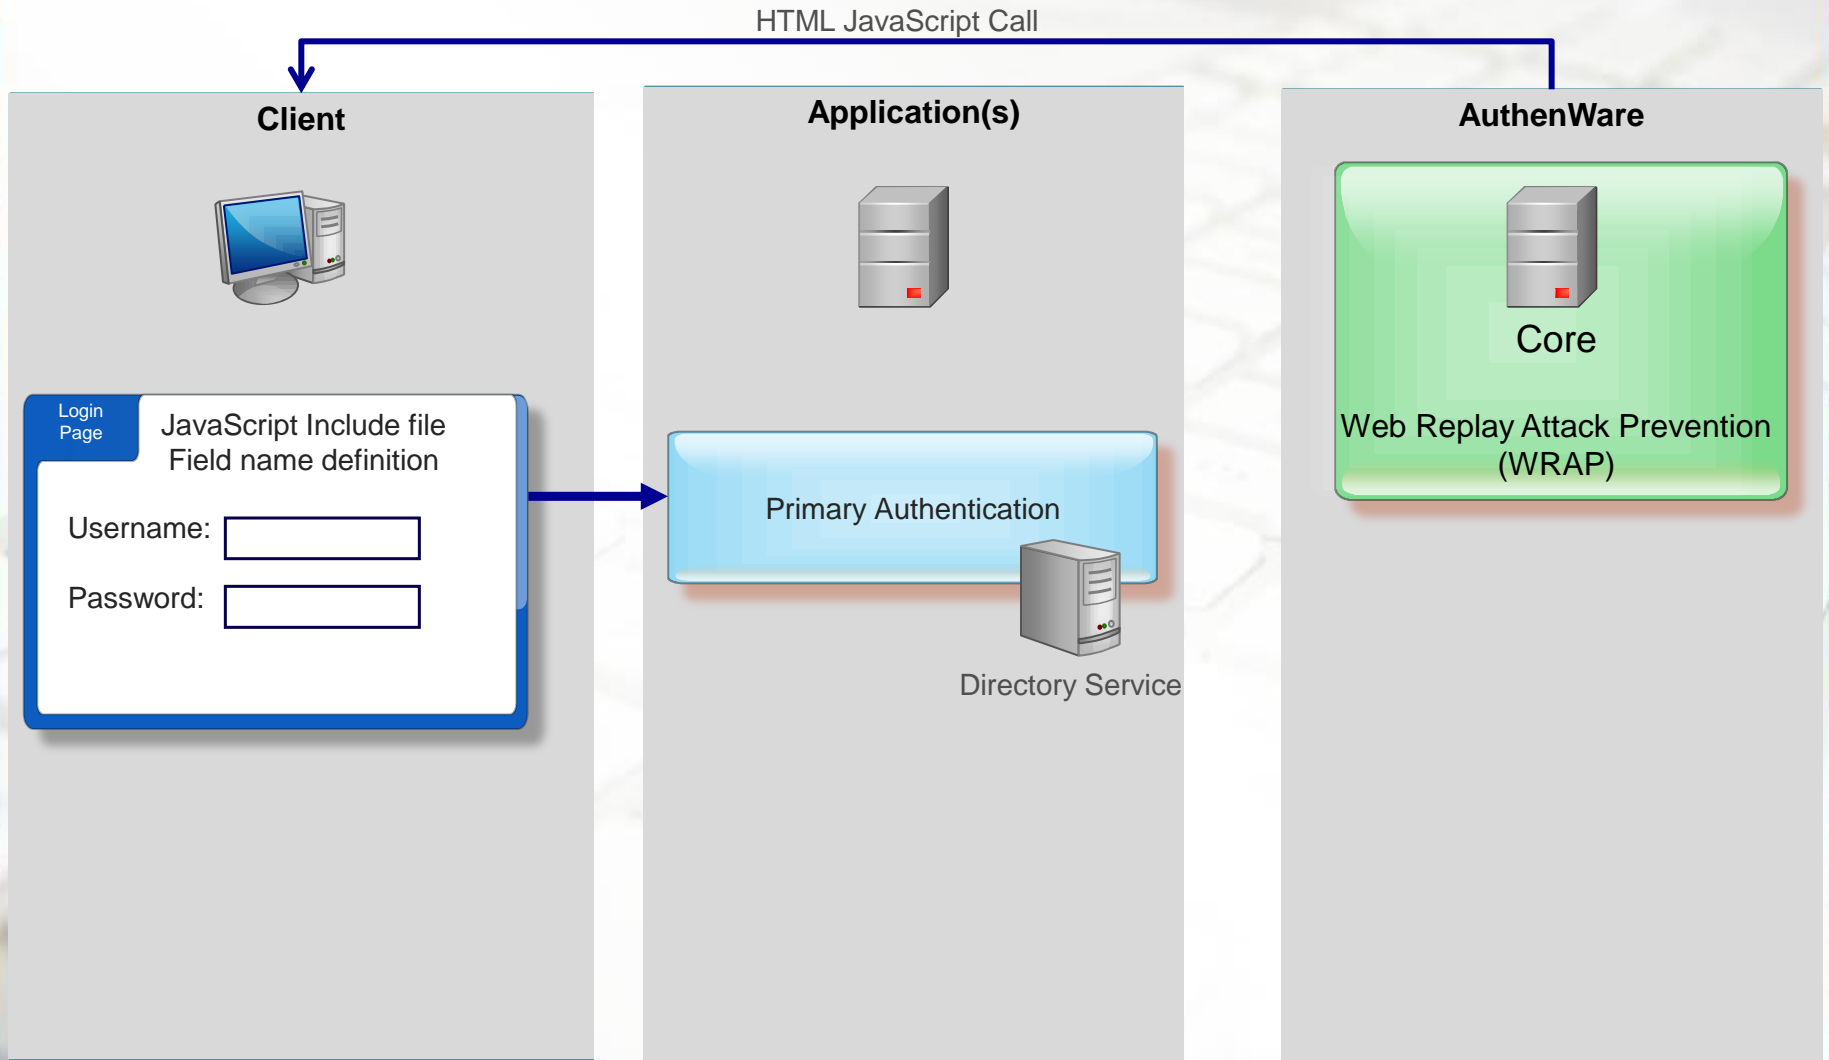 HTML JavaScript Call
Client
Application(s)
AuthenWare
Core
Web Replay Attack Prevention
(WRAP)
Login
Page
JavaScript Include file
Field name definition
Username:
Password:
Primary Authentication
Directory Service